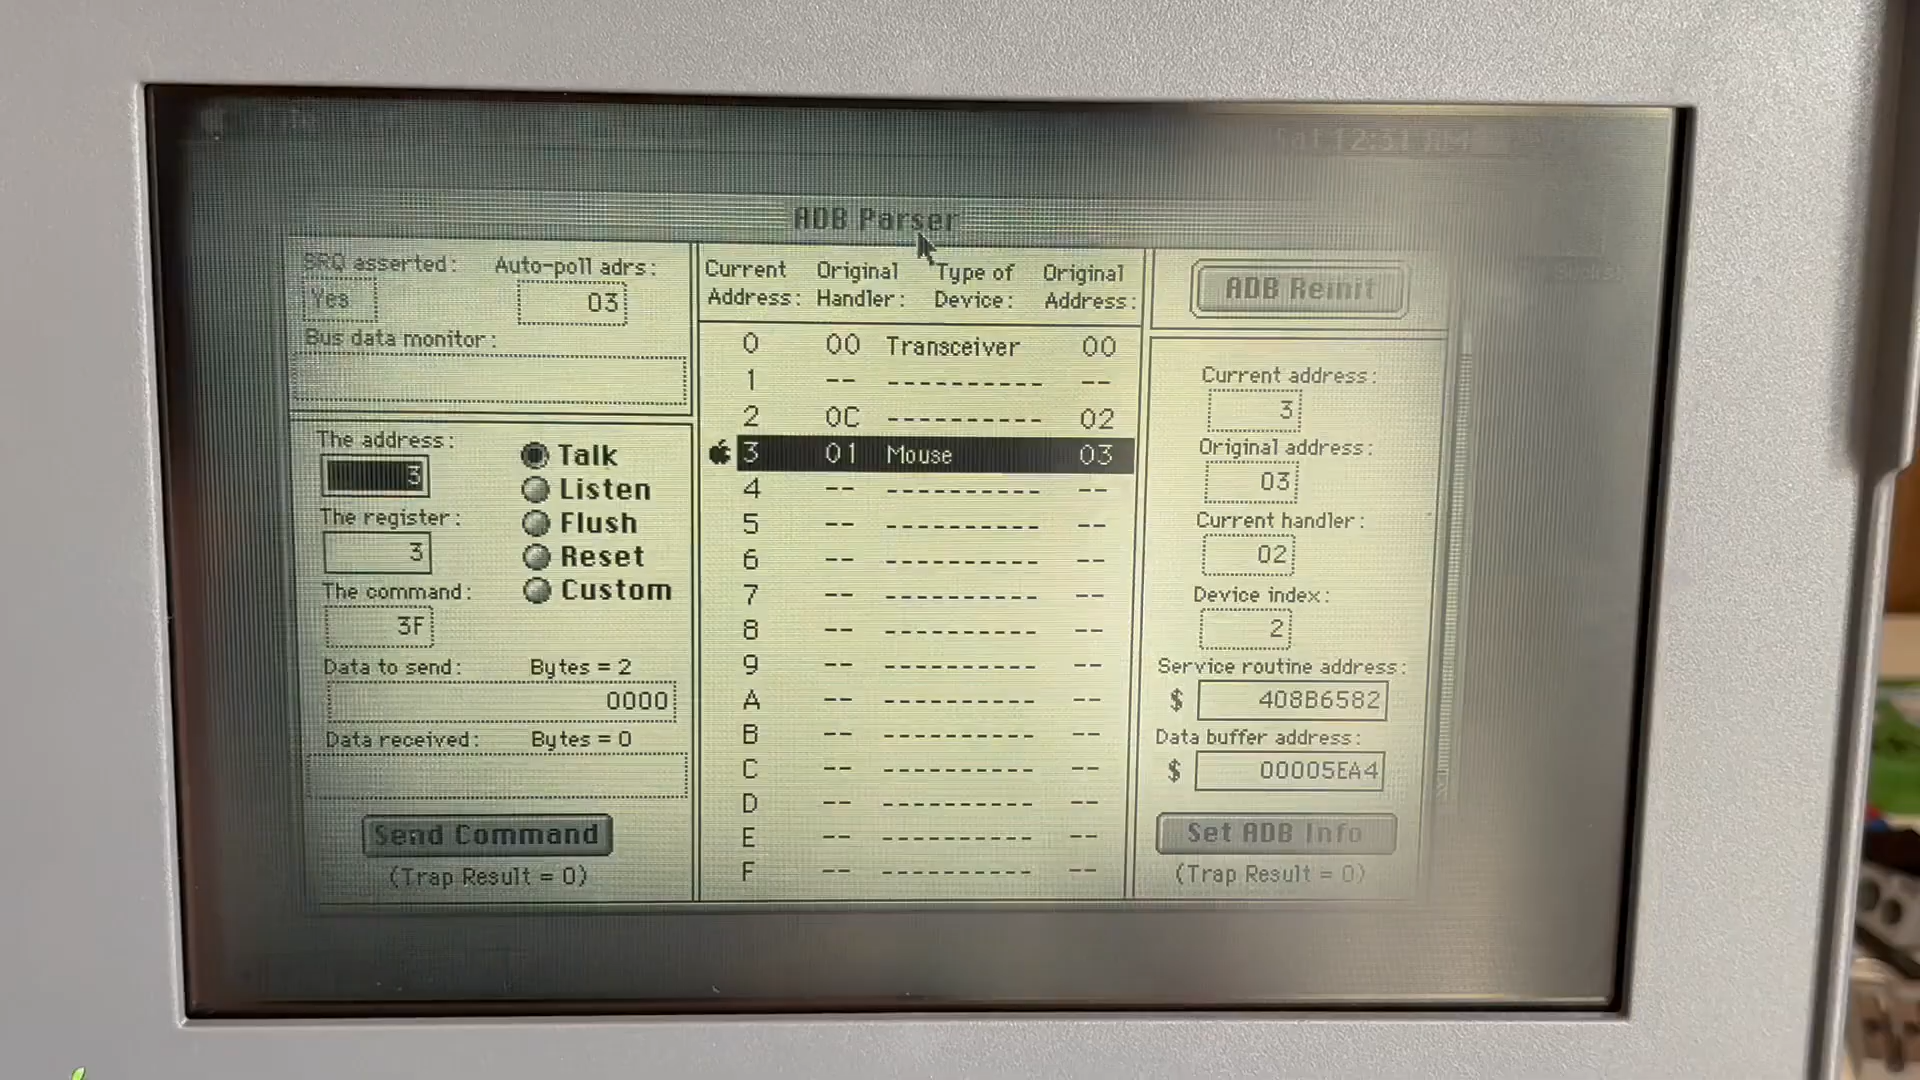 Sat 12:31 AM
ADB Parser
SRQ asserted: Auto-poll adrs:
Yes 03
Bus data monitor:
The address:
3
The register:
3
The command:
3F
Talk
Listen
Flush
Reset
Custom
Data to send: Bytes = 2
0000
Data received: Bytes = 0
Send Command
(Trap Result = 0)
Current Original Type of Original
Address: Handler: Device: Address:
0 00 Transceiver 00
1 -- ---------- --
2 0C ---------- 02
3 01 Mouse 03
4 -- ---------- --
5 -- ---------- --
6 -- ---------- --
7 -- ---------- --
8 -- ---------- --
9 -- ---------- --
A -- ---------- --
B -- ---------- --
C -- ---------- --
D -- ---------- --
E -- ---------- --
F -- ---------- --
ADB Reinit
Current address:
3
Original address:
03
Current handler:
02
Device index:
2
Service routine address:
$ 408B6582
Data buffer address:
$ 00005EA4
Set ADB Info
(Trap Result = 0)